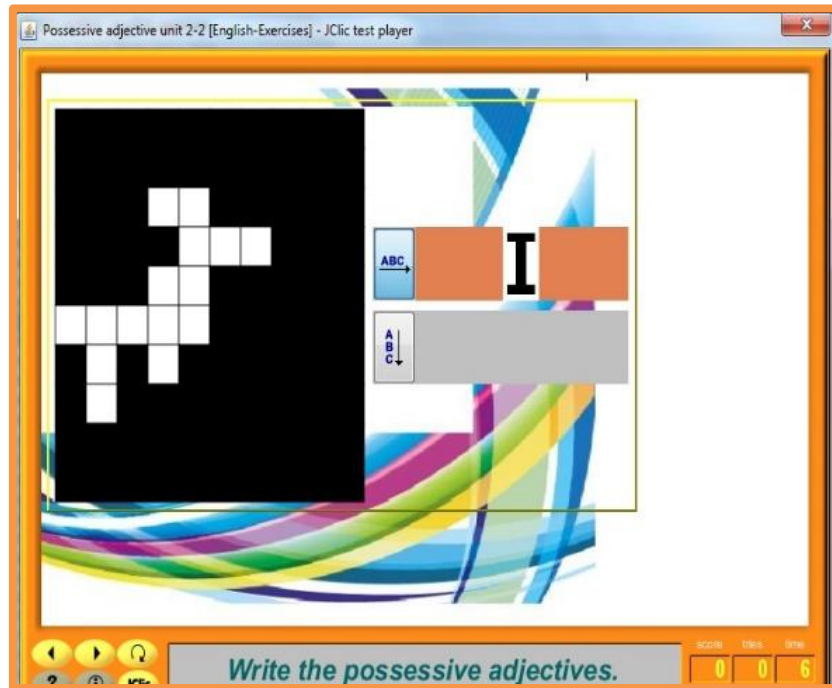 Possessive adjective unit 2-2 [English-Exercises] - JClic test player
ABC
I
A
B
C
score tries time
0 0 6
Write the possessive adjectives.